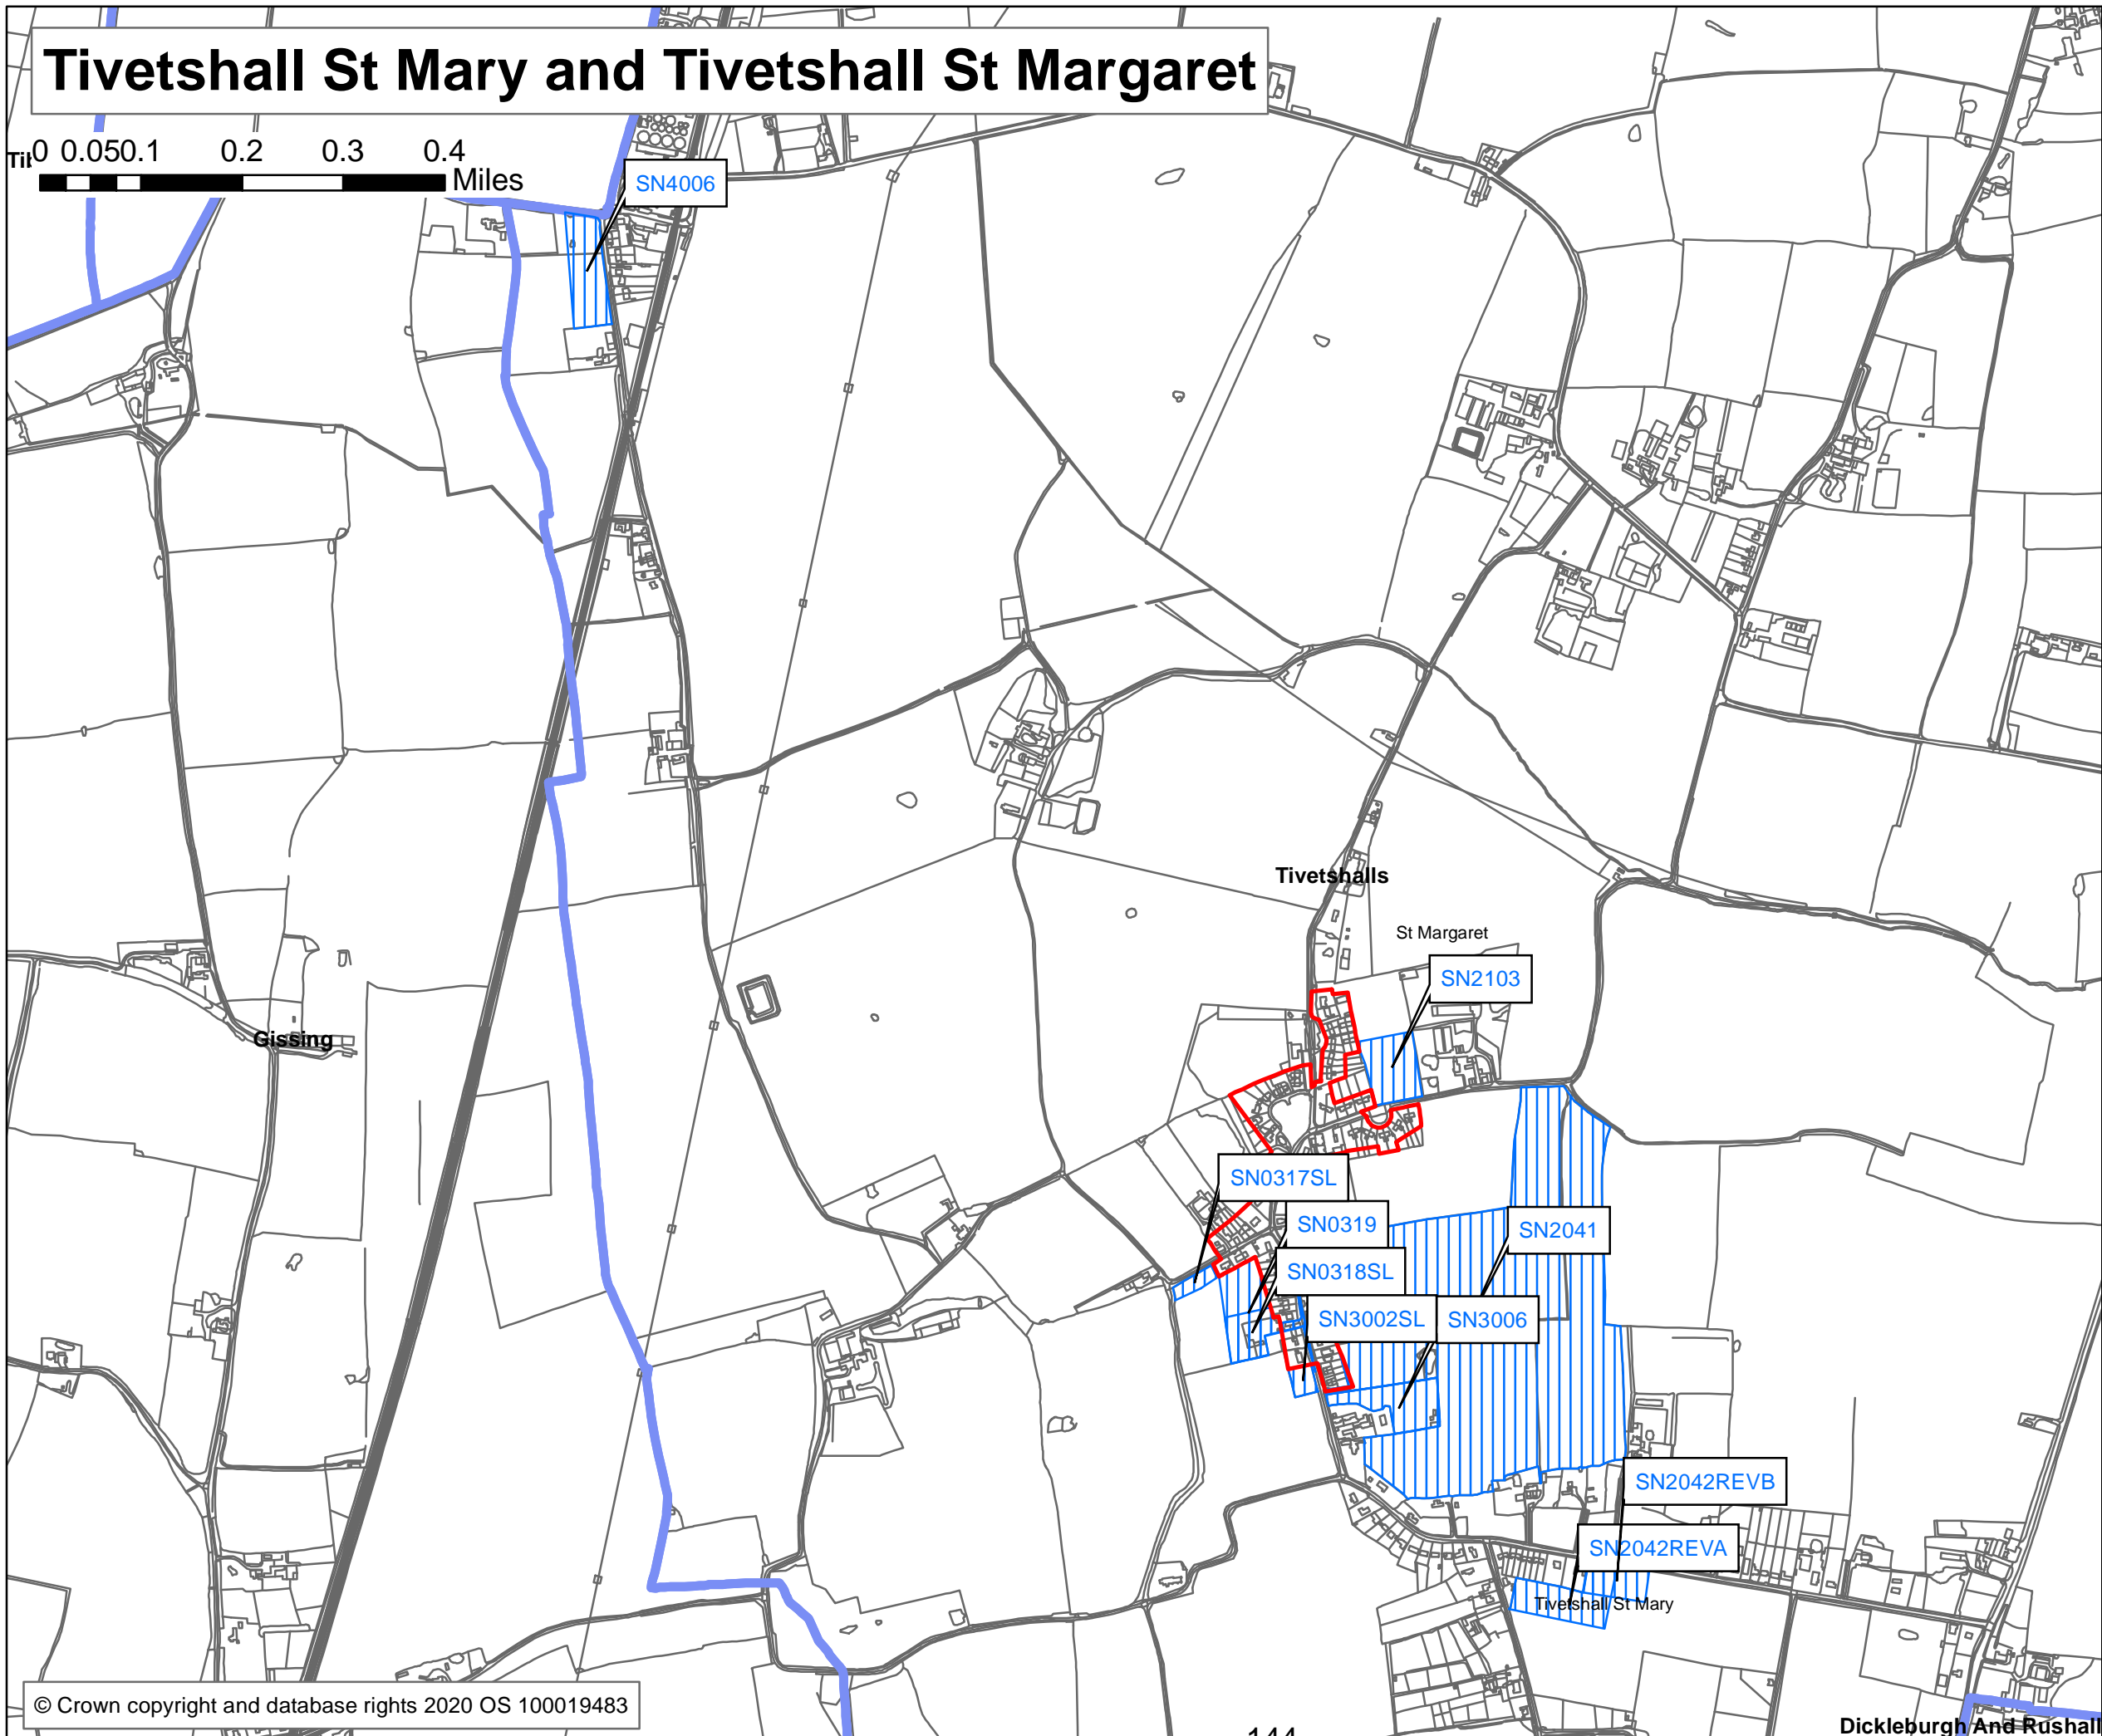 Tivetshall St Mary and Tivetshall St Margaret
0 0.05 0.1 0.2 0.3 0.4
Miles
SN4006
Tivetshalls
St Margaret
SN2103
Gissing
SN0317SL
SN0319
SN2041
SN0318SL
SN3002SL
SN3006
SN2042REVB
SN2042REVA
Tivetshall St Mary
© Crown copyright and database rights 2020 OS 100019483
Dickleburgh And Rushall